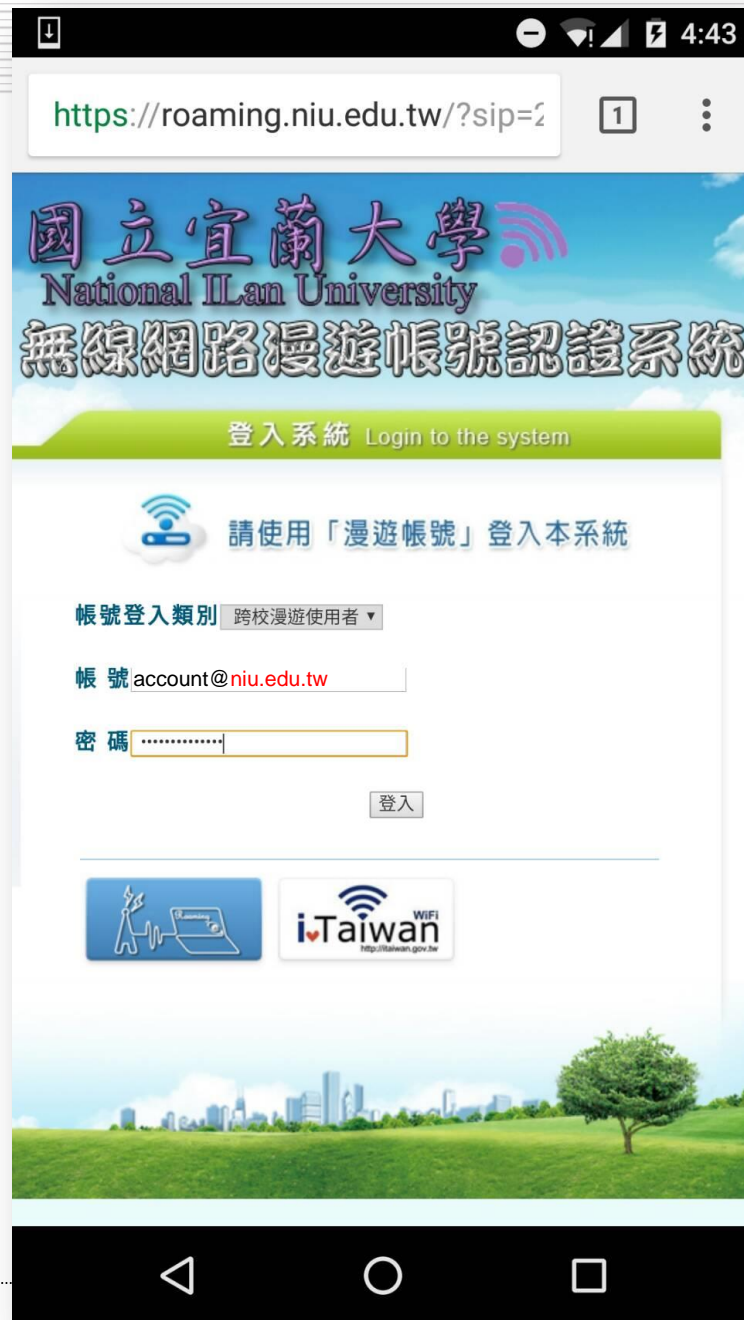 4:43
https://roaming.niu.edu.tw/?sip=2
1
國立宜蘭大學
National ILan University
無線網路漫遊帳號認證系統
登入系統 Login to the system
請使用「漫遊帳號」登入本系統
帳號登入類別 跨校漫遊使用者 ▼
帳 號 account@niu.edu.tw
密 碼 ··············
登入
Roaming
i Taiwan WiFi
http://itaiwan.gov.tw
...